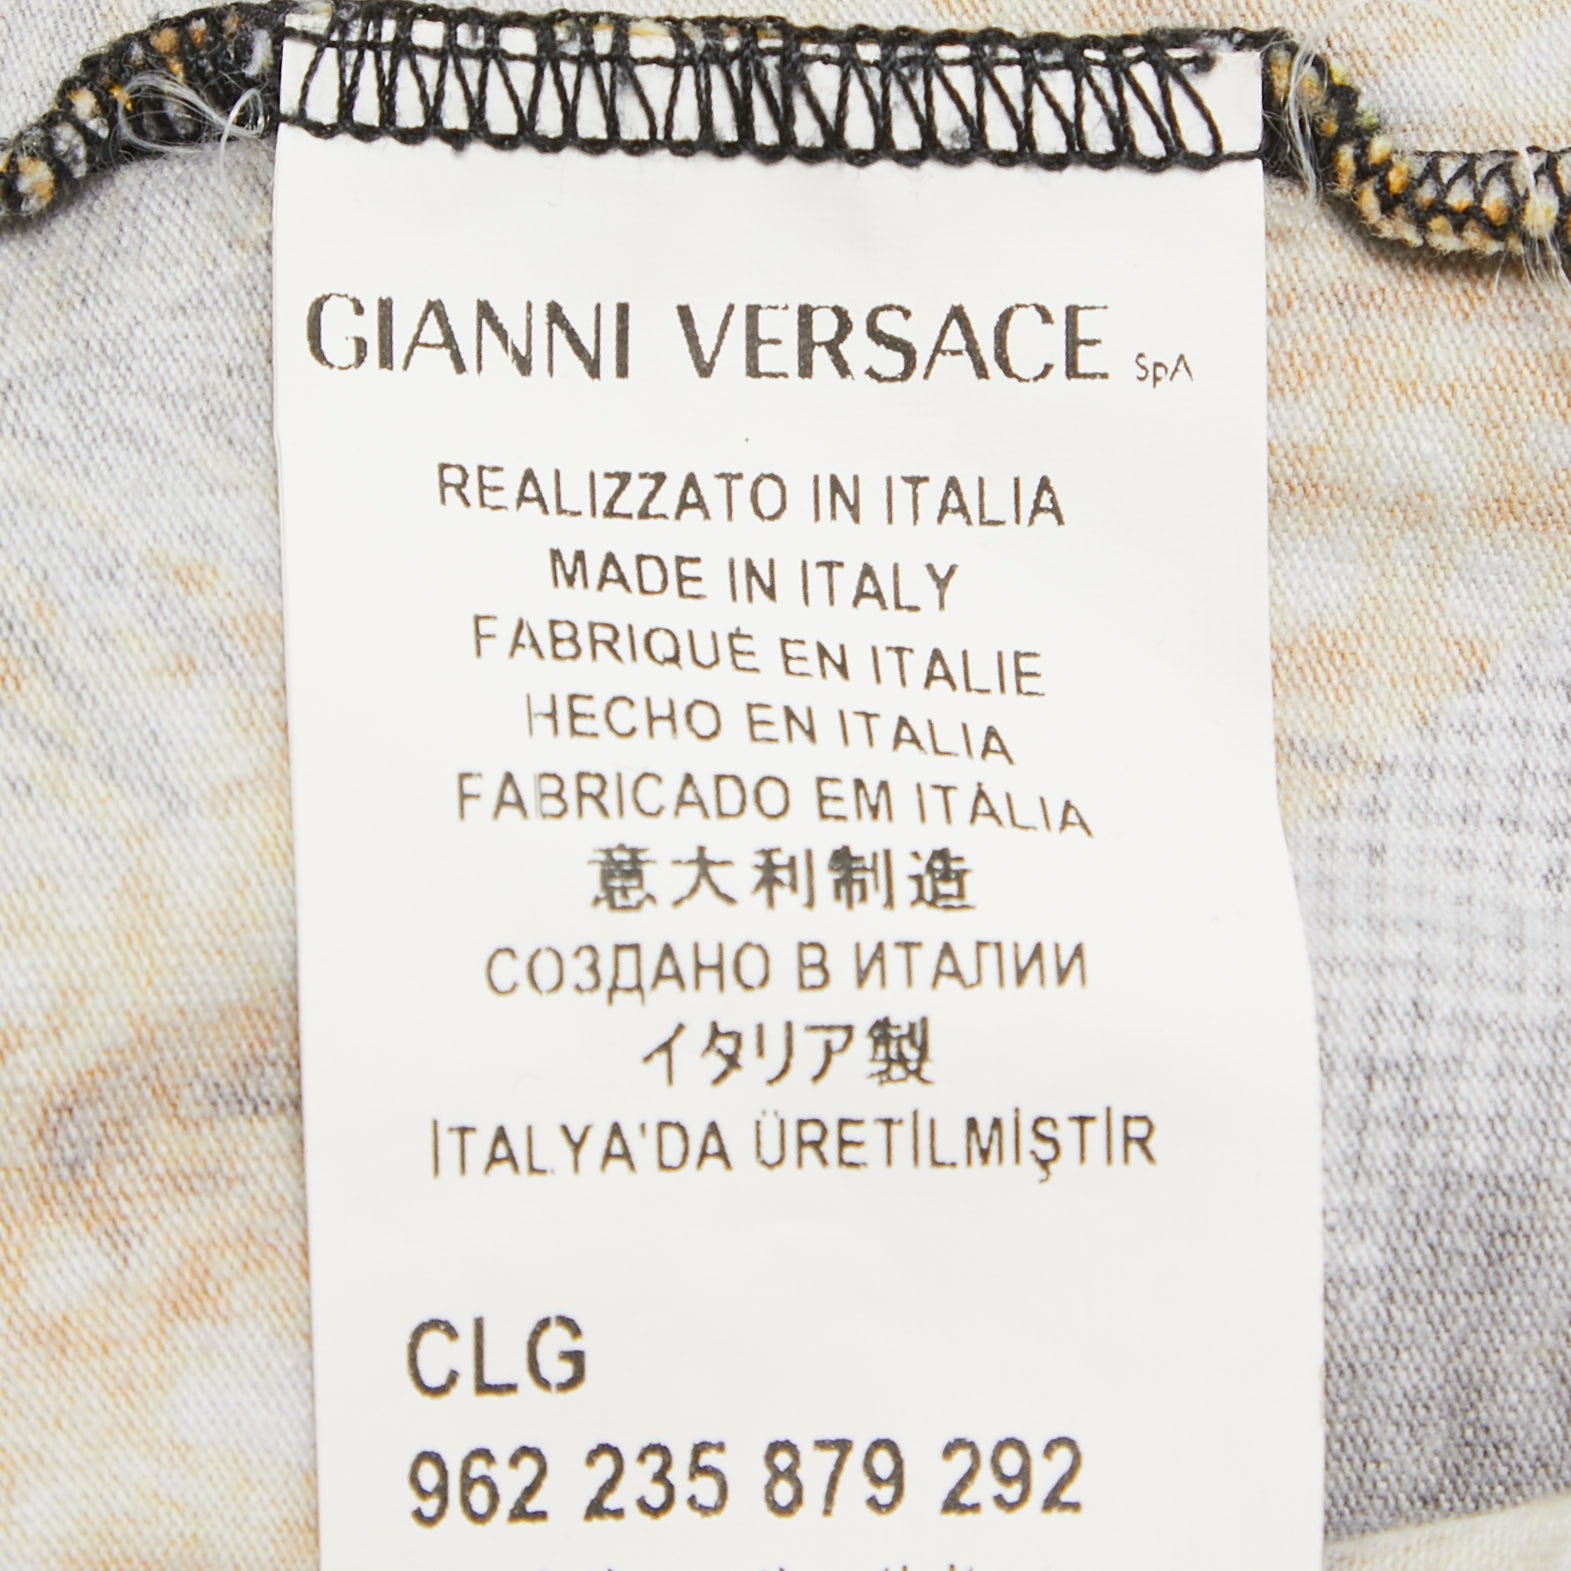 GIANNI VERSACE SpA
REALIZZATO IN ITALIA
MADE IN ITALY
FABRIQUÉ EN ITALIE
HECHO EN ITALIA
FABRICADO EM ITÁLIA
意大利制造
СОЗДАНО В ИТАЛИИ
イタリア製
İTALYA'DA ÜRETİLMİŞTİR
CLG
962 235 879 292